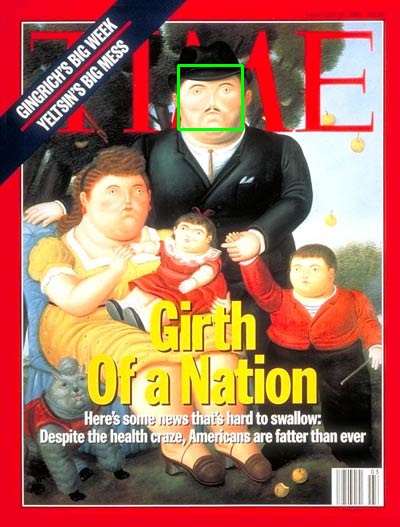 TIME
GINGRICH'S BIG WEEK
YELTSIN'S BIG MESS
Girth
Of a Nation
Here's some news that's hard to swallow:
Despite the health craze, Americans are fatter than ever
03